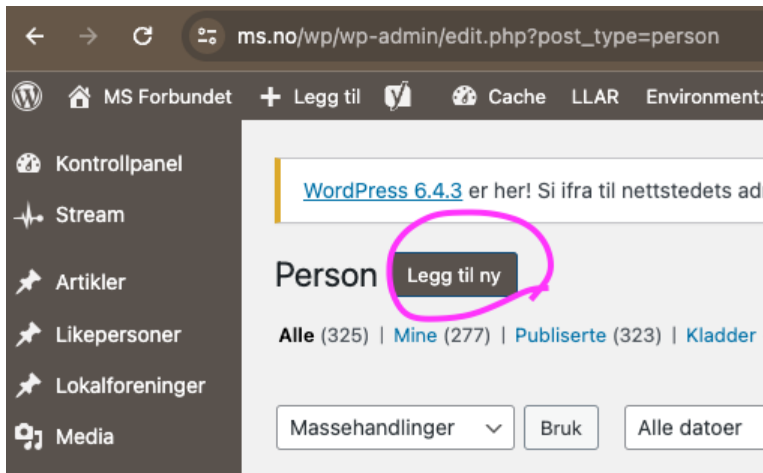 ms.no/wp/wp-admin/edit.php?post_type=person
MS Forbundet + Legg til Cache LLAR Environment:
Kontrollpanel
WordPress 6.4.3 er her! Si ifra til nettstedets ad
Stream
Person Legg til ny
Artikler
Alle (325) | Mine (277) | Publiserte (323) | Kladder
Likepersoner
Lokalforeninger
Massehandlinger Bruk Alle datoer
Media